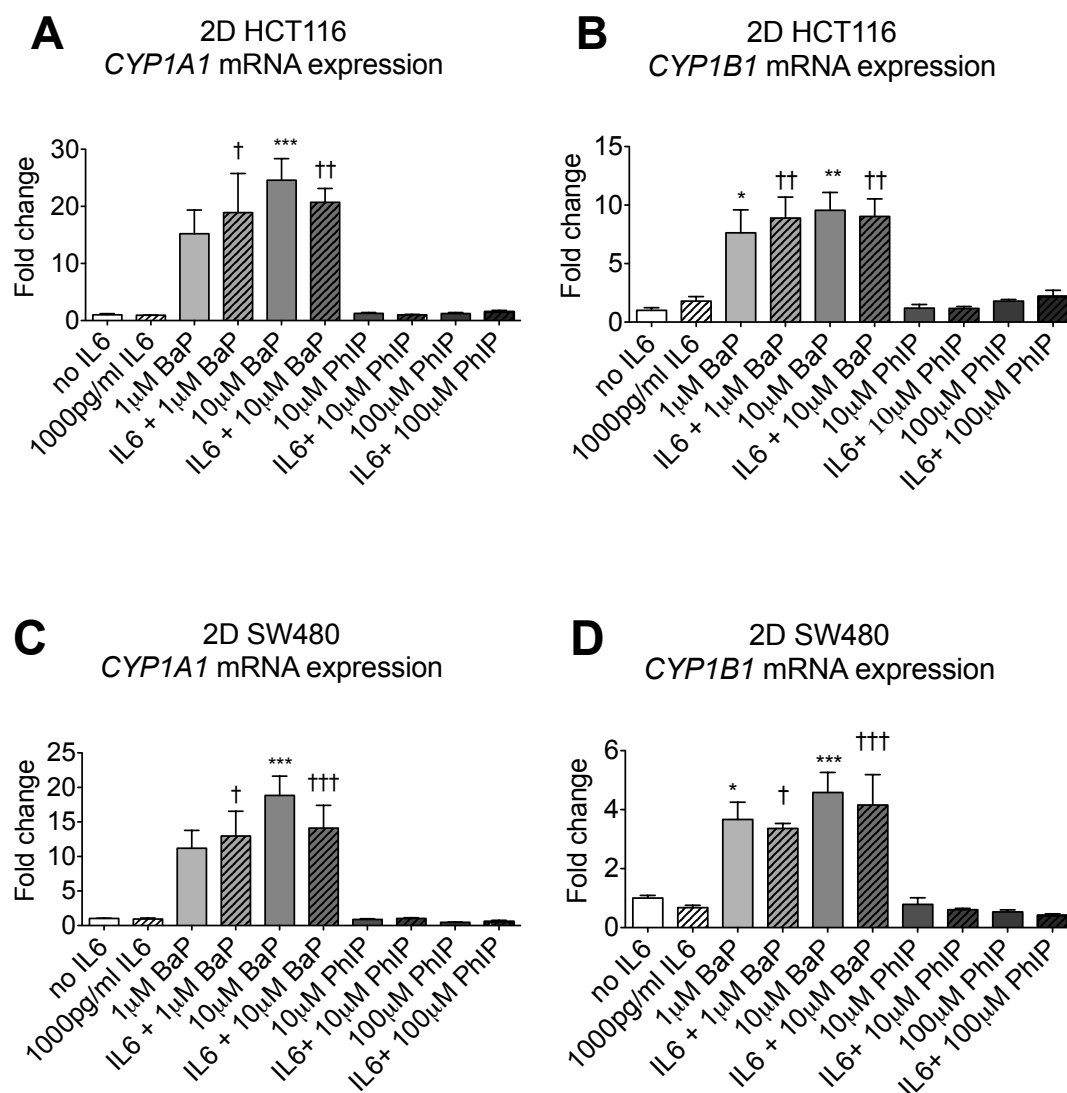 A
2D HCT116
CYP1A1 mRNA expression
Fold change
30
20
10
0
†
***
††
no IL6
1000pg/ml IL6
1µM BaP
IL6 + 1µM BaP
10µM BaP
IL6 + 10µM BaP
10µM PhIP
IL6+ 10µM PhIP
100µM PhIP
IL6+ 100µM PhIP
B
2D HCT116
CYP1B1 mRNA expression
Fold change
15
10
5
0
*
††
**
††
no IL6
1000pg/ml IL6
1µM BaP
IL6 + 1µM BaP
10µM BaP
IL6 + 10µM BaP
10µM PhIP
IL6+ 10µM PhIP
100µM PhIP
IL6+ 100µM PhIP
C
2D SW480
CYP1A1 mRNA expression
Fold change
25
20
15
10
5
0
†
***
†††
no IL6
1000pg/ml IL6
1µM BaP
IL6 + 1µM BaP
10µM BaP
IL6 + 10µM BaP
10µM PhIP
IL6+ 10µM PhIP
100µM PhIP
IL6+ 100µM PhIP
D
2D SW480
CYP1B1 mRNA expression
Fold change
6
4
2
0
*
†
***
†††
no IL6
1000pg/ml IL6
1µM BaP
IL6 + 1µM BaP
10µM BaP
IL6 + 10µM BaP
10µM PhIP
IL6+ 10µM PhIP
100µM PhIP
IL6+ 100µM PhIP